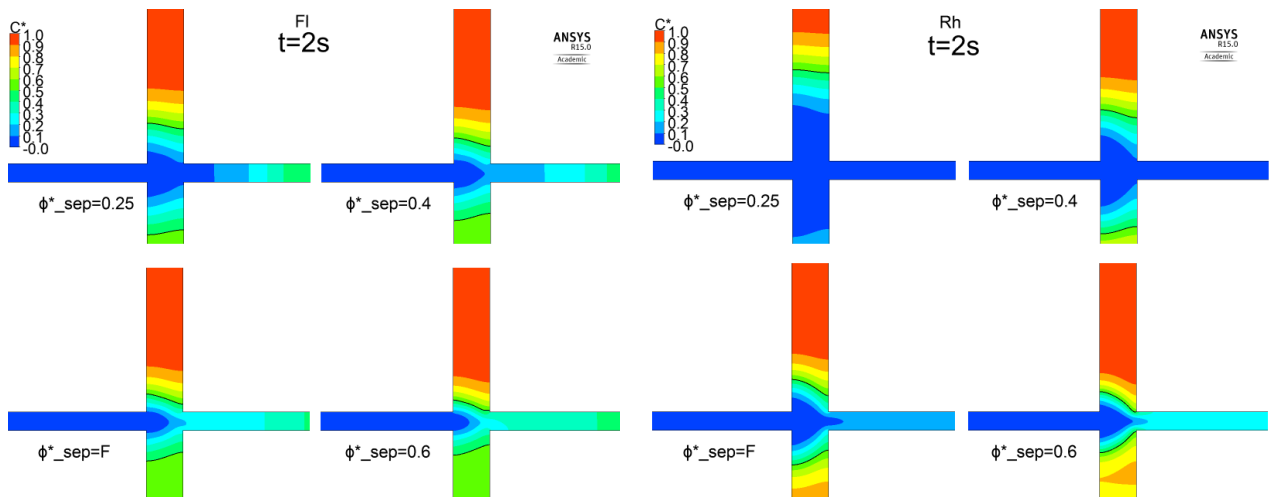 C*
1.0
0.9
0.8
0.7
0.6
0.5
0.4
0.3
0.2
0.1
-0.0
Fl
t=2s
ANSYS
R15.0
Academic
ϕ*_sep=0.25
ϕ*_sep=0.4
ϕ*_sep=F
ϕ*_sep=0.6
C*
1.0
0.9
0.8
0.7
0.6
0.5
0.4
0.3
0.2
0.1
-0.0
Rh
t=2s
ANSYS
R15.0
Academic
ϕ*_sep=0.25
ϕ*_sep=0.4
ϕ*_sep=F
ϕ*_sep=0.6